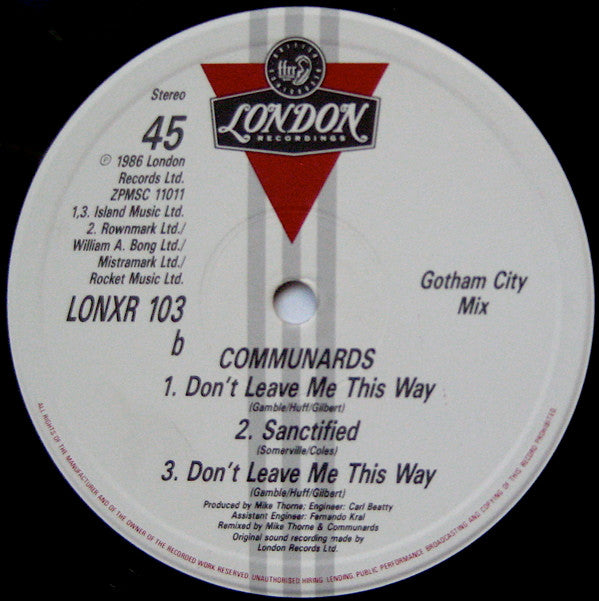 ffrr
LONDON
RECORDINGS
Stereo
45
℗ 1986 London
Records Ltd.
ZPMSC 11011
1,3. Island Music Ltd.
2. Rownmark Ltd./
William A. Bong Ltd./
Mistramark Ltd./
Rocket Music Ltd.
LONXR 103
b
Gotham City
Mix
COMMUNARDS
1. Don't Leave Me This Way
(Gamble/Huff/Gilbert)
2. Sanctified
(Somerville/Coles)
3. Don't Leave Me This Way
(Gamble/Huff/Gilbert)
Produced by Mike Thorne; Engineer: Carl Beatty
Assistant Engineer: Fernando Kral
Remixed by Mike Thorne & Communards
Original sound recording made by
London Records Ltd.
ALL RIGHTS OF THE MANUFACTURER AND OF THE OWNER OF THE RECORDED WORK RESERVED. UNAUTHORISED HIRING, LENDING, PUBLIC PERFORMANCE, BROADCASTING AND COPYING OF THIS RECORD PROHIBITED.